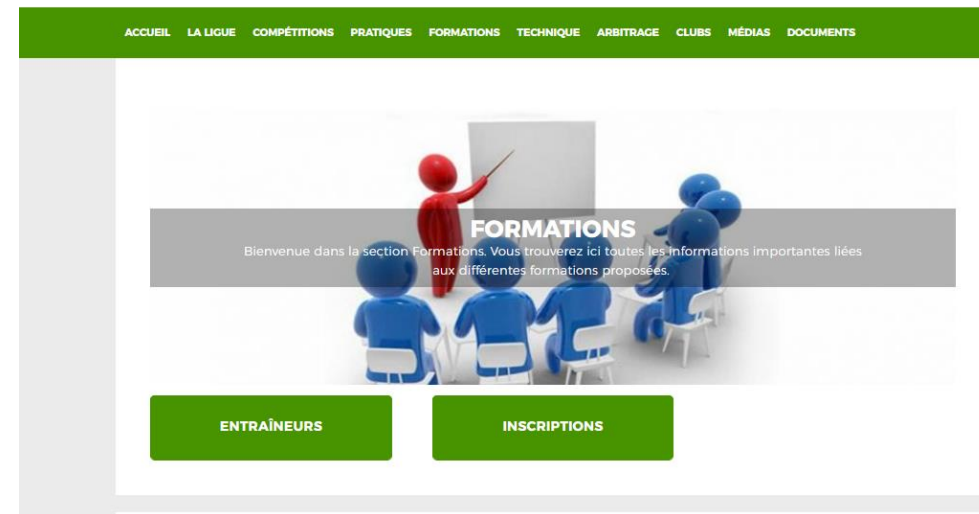 ACCUEIL LA LIGUE COMPÉTITIONS PRATIQUES FORMATIONS TECHNIQUE ARBITRAGE CLUBS MÉDIAS DOCUMENTS
FORMATIONS
Bienvenue dans la section Formations. Vous trouverez ici toutes les informations importantes liées
aux différentes formations proposées.
ENTRAÎNEURS
INSCRIPTIONS